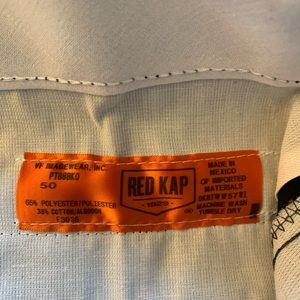 VF IMAGEWEAR, INC.
50
65% POLYESTER/POLIESTER
35% COTTON/ALGODON
RED KAP
MADE IN
MEXICO
OF IMPORTED
MATERIALS
MACHINE WASH
TUMBLE DRY